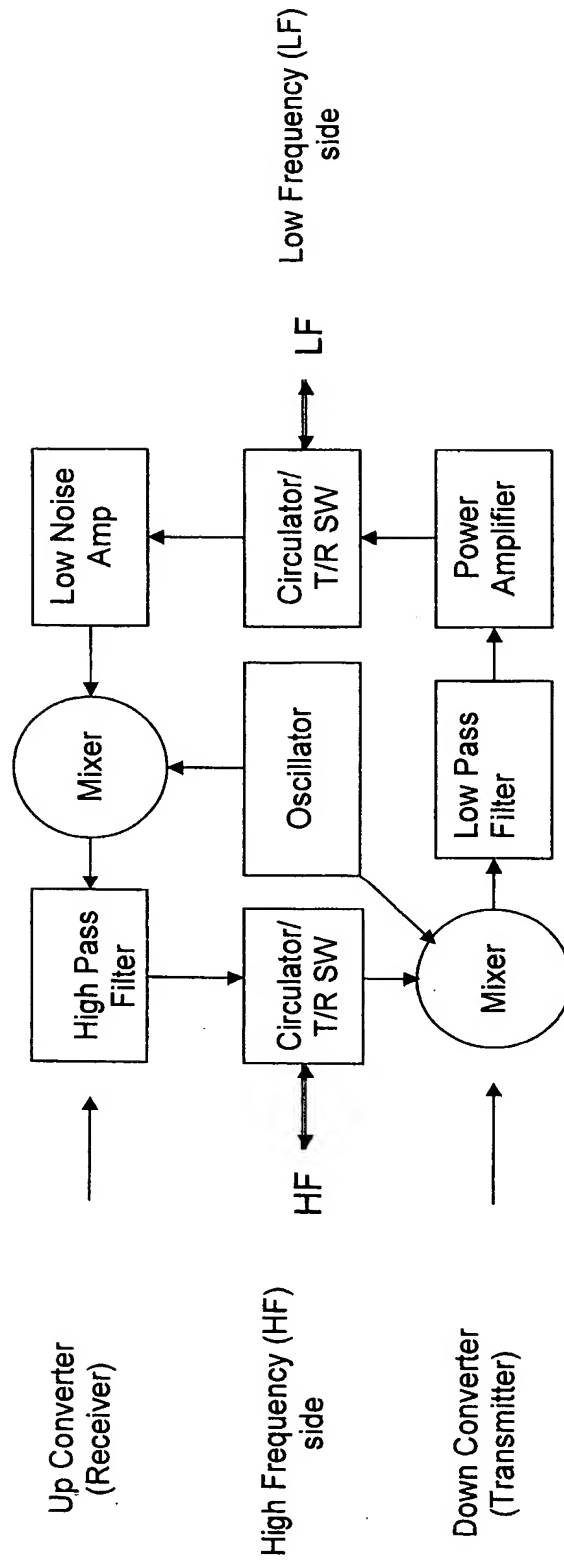 Up Converter
(Receiver)
High Pass
Filter
Mixer
Low Noise
Amp
High Frequency (HF)
side
HF
Circulator/
T/R SW
Oscillator
Circulator/
T/R SW
LF
Low Frequency (LF)
side
Down Converter
(Transmitter)
Mixer
Low Pass
Filter
Power
Amplifier